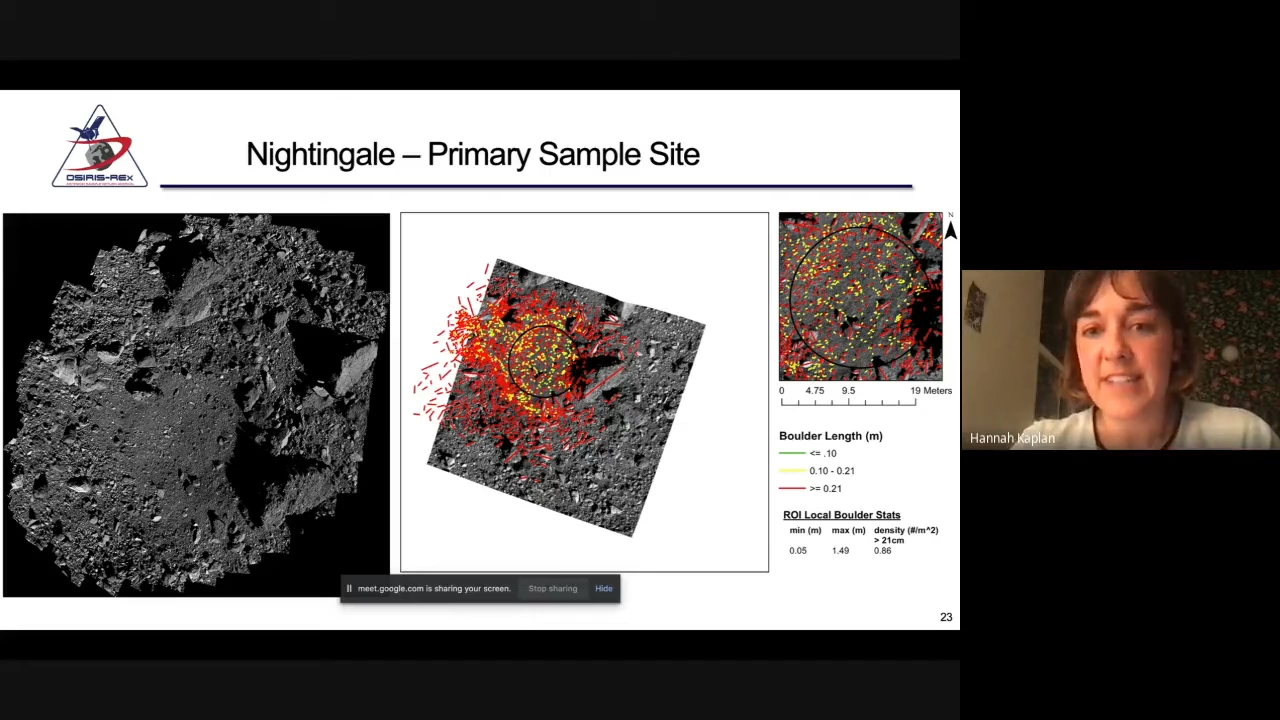 Nightingale – Primary Sample Site
OSIRIS-REx
N
0 4.75 9.5 19 Meters
Boulder Length (m)
<= .10
0.10 - 0.21
>= 0.21
ROI Local Boulder Stats
min (m) max (m) density (#/m^2)
> 21cm
0.05 1.49 0.86
meet.google.com is sharing your screen. Stop sharing Hide
23
Hannah Kaplan